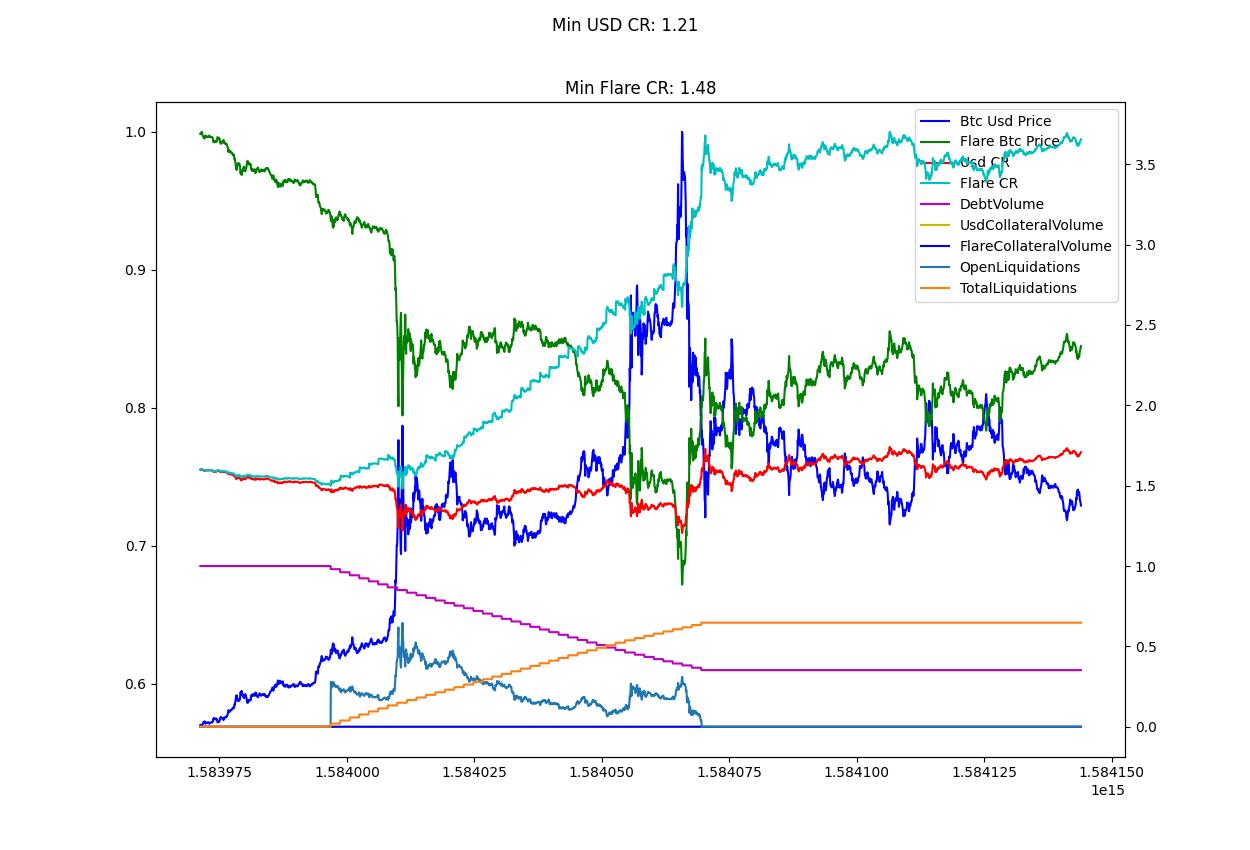 Min USD CR: 1.21
Min Flare CR: 1.48
1.0
0.9
0.8
0.7
0.6
Btc Usd Price
Flare Btc Price
Usd CR
Flare CR
DebtVolume
UsdCollateralVolume
FlareCollateralVolume
OpenLiquidations
TotalLiquidations
3.5
3.0
2.5
2.0
1.5
1.0
0.5
0.0
1.583975 1.584000 1.584025 1.584050 1.584075 1.584100 1.584125 1.584150
1e15